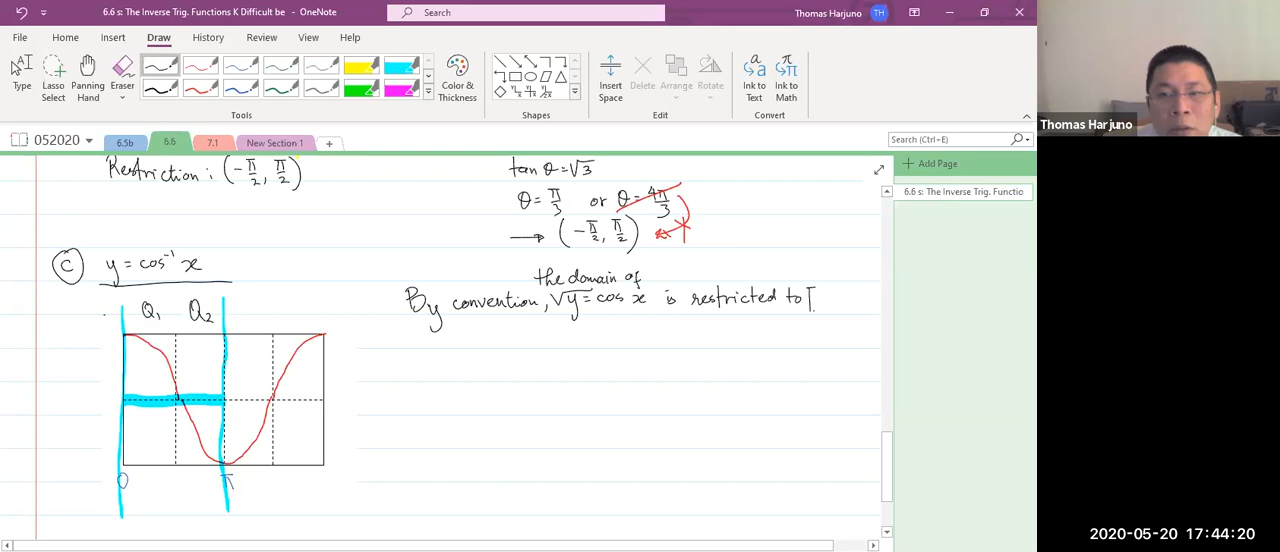 6.6 s: The Inverse Trig. Functions K Difficult be - OneNote
Search
Thomas Harjuno TH
File Home Insert Draw History Review View Help
Type
Lasso Select
Panning Hand
Eraser
Color & Thickness
Insert Space
Delete
Arrange
Rotate
Ink to Text
Ink to Math
Tools
Shapes
Convert
052020
6.5b
6.6
7.1
New Section 1
Search (Ctrl+E)
Add Page
6.6 s: The Inverse Trig. Functio
Restriction: (-π/2, π/2)
tan θ = √3
θ = π/3 or θ = 4π/3
→ (-π/2, π/2)
C y = cos⁻¹ x
the domain of
By convention, √y = cos x is restricted to [
Q₁ Q₂
0 π
Thomas Harjuno
2020-05-20 17:44:20